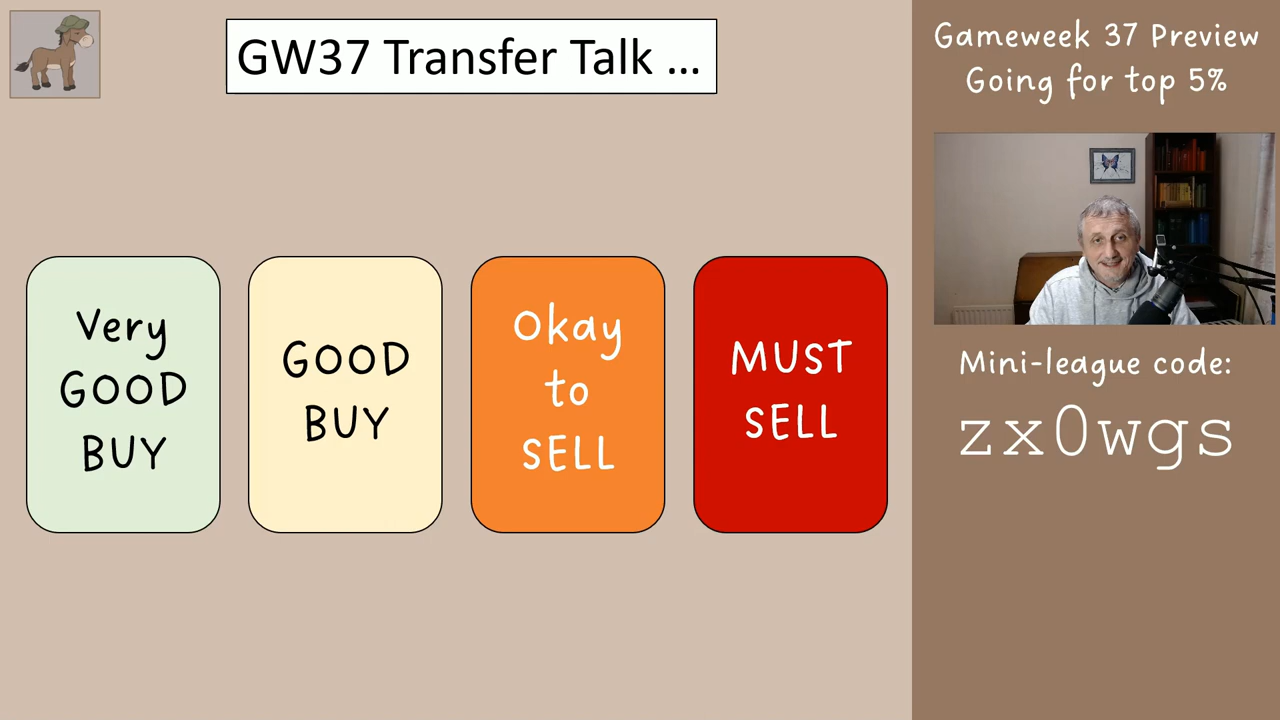 GW37 Transfer Talk ...
Very
GOOD
BUY
GOOD
BUY
Okay
to
SELL
MUST
SELL
Gameweek 37 Preview
Going for top 5%
Mini-league code:
zx0wgs